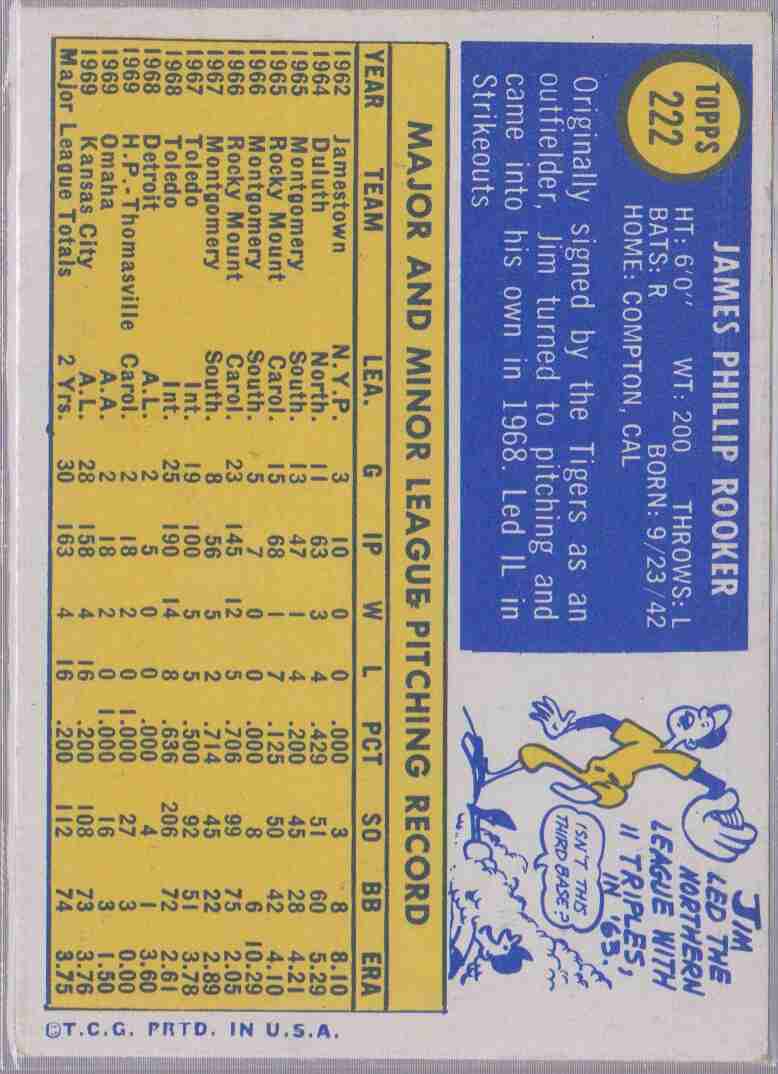 TOPPS
222
JAMES PHILLIP ROOKER
HT: 6'0" WT: 200 THROWS: L
BATS: R BORN: 9/23/42
HOME: COMPTON, CAL
Originally signed by the Tigers as an
outfielder, Jim turned to pitching and
came into his own in 1968. Led IL in
Strikeouts
JIM
LED THE
NORTHERN
LEAGUE WITH
11 TRIPLES,
IN '63.
ISN'T THIS
THIRD BASE?
MAJOR AND MINOR LEAGUE PITCHING RECORD
YEAR TEAM LEA. G IP W L PCT SO BB ERA
1962 Jamestown N.Y.P. 3 10 0 0 .000 3 8 8.10
1964 Duluth North. 11 63 3 4 .429 51 60 5.29
1965 Montgomery South. 13 47 1 4 .200 45 28 4.21
1965 Rocky Mount Carol. 15 68 1 7 .125 50 42 4.10
1966 Montgomery South. 5 7 0 0 .000 8 6 10.29
1966 Rocky Mount Carol. 23 145 12 5 .706 99 75 2.05
1967 Montgomery South. 8 56 5 2 .714 45 22 2.89
1967 Toledo Int. 19 100 5 5 .500 92 51 3.78
1968 Toledo Int. 25 190 14 8 .636 206 72 2.61
1968 Detroit A.L. 2 5 0 0 .000 4 1 3.60
1969 H.P.-Thomasville Carol. 2 18 2 0 1.000 27 3 0.00
1969 Omaha A.A. 2 18 2 0 1.000 16 3 1.50
1969 Kansas City A.L. 28 158 4 16 .200 108 73 3.76
Major League Totals 2 Yrs. 30 163 4 16 .200 112 74 3.75
©T.C.G. PRTD. IN U.S.A.